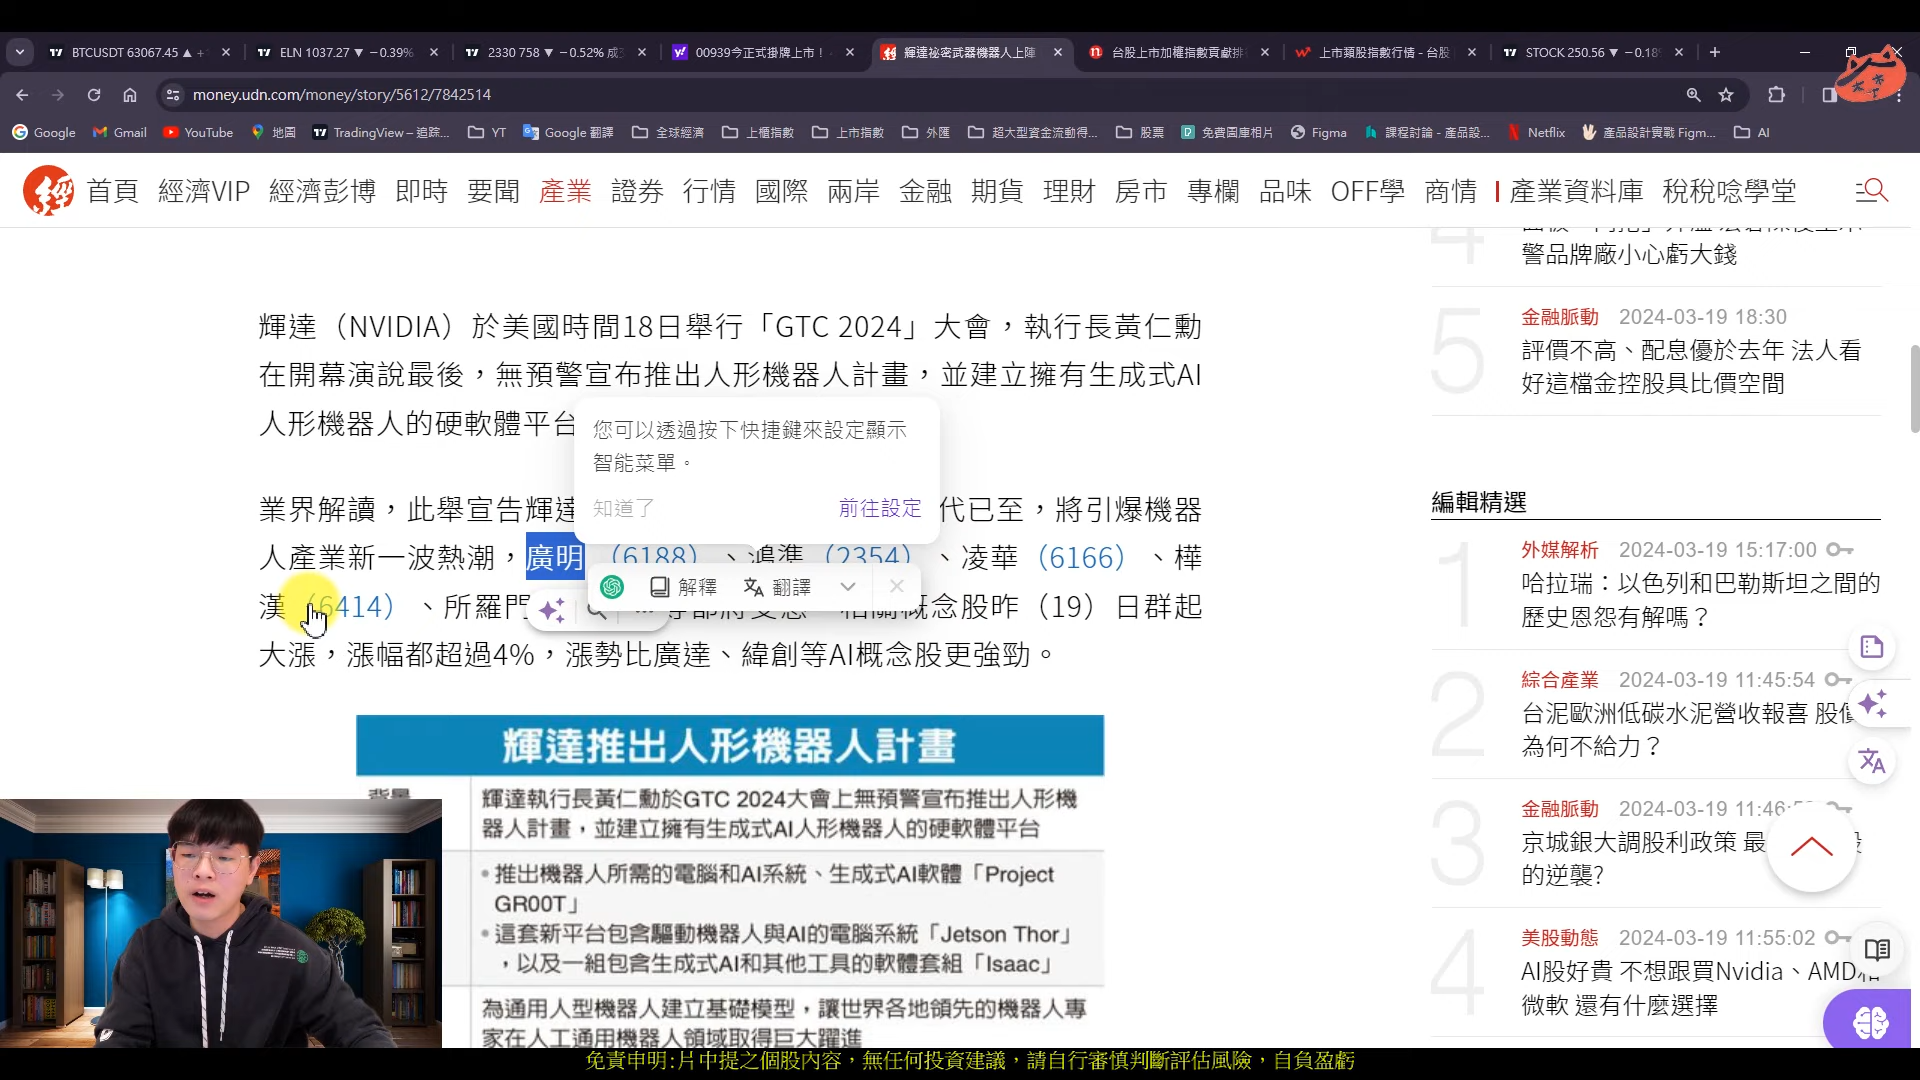 BTCUSDT 63067.45 ▲ +
ELN 1037.27 ▼ −0.39%
2330 758 ▼ −0.52% 成交
00939今正式掛牌上市！
輝達祕密武器機器人上陣
台股上市加權指數貢獻排
上市類股指數行情 - 台股
STOCK 250.56 ▼ −0.18
money.udn.com/money/story/5612/7842514
Google
Gmail
YouTube
地圖
TradingView – 追踪...
YT
Google 翻譯
全球經濟
上櫃指數
上市指數
外匯
超大型資金流動得...
股票
免費圖庫相片
Figma
課程討論 - 產品設...
Netflix
產品設計實戰 Figm...
AI
經 首頁 經濟VIP 經濟彭博 即時 要聞 產業 證券 行情 國際 兩岸 金融 期貨 理財 房市 專欄 品味 OFF學 商情 產業資料庫 稅稅唸學堂
輝達（NVIDIA）於美國時間18日舉行「GTC 2024」大會，執行長黃仁勳
在開幕演說最後，無預警宣布推出人形機器人計畫，並建立擁有生成式AI
人形機器人的硬軟體平台
業界解讀，此舉宣告輝達 代已至，將引爆機器
人產業新一波熱潮，廣明（6188）、鴻準（2354）、凌華（6166）、樺
漢（6414）、所羅門 等都將受惠 相關概念股昨（19）日群起
大漲，漲幅都超過4%，漲勢比廣達、緯創等AI概念股更強勁。
您可以透過按下快捷鍵來設定顯示
智能菜單。
知道了 前往設定
解釋 翻譯
輝達推出人形機器人計畫
背景
輝達執行長黃仁勳於GTC 2024大會上無預警宣布推出人形機
器人計畫，並建立擁有生成式AI人形機器人的硬軟體平台
•推出機器人所需的電腦和AI系統、生成式AI軟體「Project
GR00T」
•這套新平台包含驅動機器人與AI的電腦系統「Jetson Thor」
，以及一組包含生成式AI和其他工具的軟體套組「Isaac」
為通用人型機器人建立基礎模型，讓世界各地領先的機器人專
家在人工通用機器人領域取得巨大躍進
4
警品牌廠小心虧大錢
5
金融脈動 2024-03-19 18:30
評價不高、配息優於去年 法人看
好這檔金控股具比價空間
編輯精選
1
外媒解析 2024-03-19 15:17:00
哈拉瑞：以色列和巴勒斯坦之間的
歷史恩怨有解嗎？
2
綜合產業 2024-03-19 11:45:54
台泥歐洲低碳水泥營收報喜 股價
為何不給力？
3
金融脈動 2024-03-19 11:46:
京城銀大調股利政策 最
的逆襲?
4
美股動態 2024-03-19 11:55:02
AI股好貴 不想跟買Nvidia、AMD和
微軟 還有什麼選擇
免責申明:片中提之個股內容，無任何投資建議，請自行審慎判斷評估風險，自負盈虧